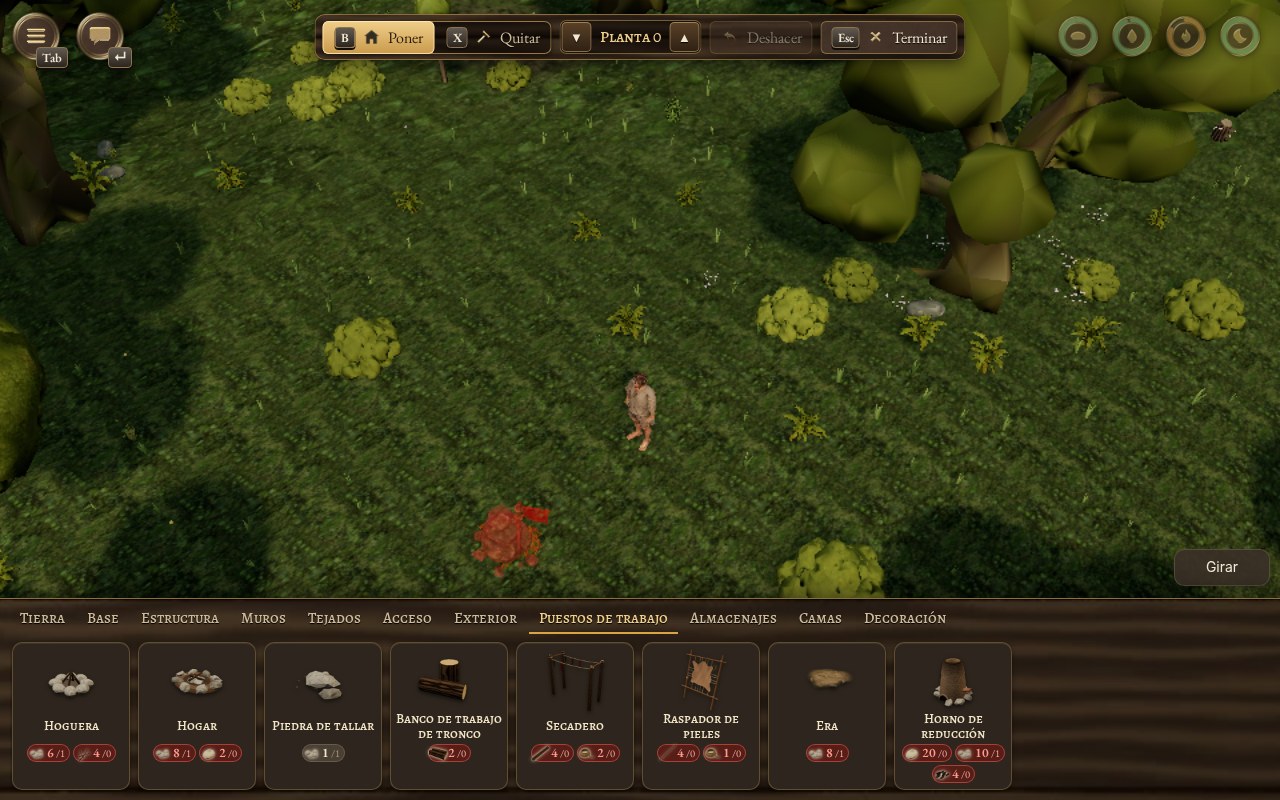 B Poner X Quitar ▼ Planta 0 ▲ Deshacer Esc ✕ Terminar
Tab ↵
Girar
Tierra Base Estructura Muros Tejados Acceso Exterior Puestos de trabajo Almacenajes Camas Decoración
Hoguera
6/1 4/0
Hogar
8/1 2/0
Piedra de tallar
1/1
Banco de trabajo
de tronco
2/0
Secadero
4/0 2/0
Raspador de
pieles
4/0 1/0
Era
8/1
Horno de
reducción
20/0 10/1
4/0